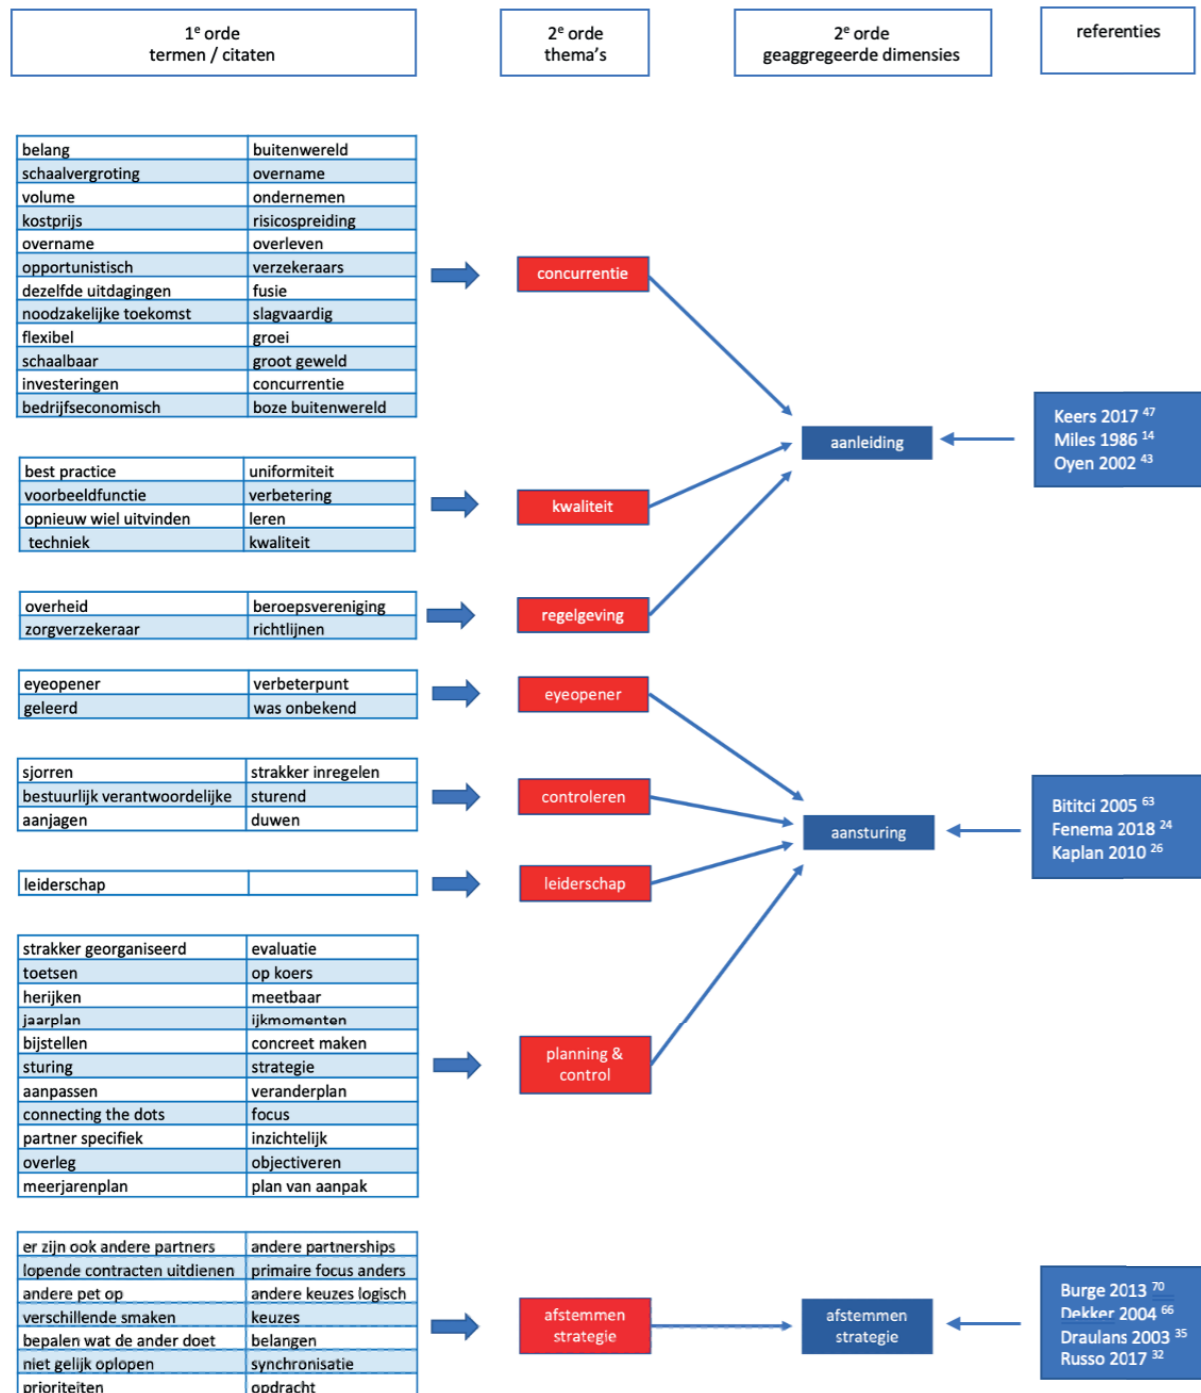 1e orde
termen / citaten
2e orde
thema's
2e orde
geaggregeerde dimensies
referenties
belang buitenwereld
schaalvergroting overname
volume ondernemen
kostprijs risicospreiding
overname overleven
opportunistisch verzekeraars
dezelfde uitdagingen fusie
noodzakelijke toekomst slagvaardig
flexibel groei
schaalbaar groot geweld
investeringen concurrentie
bedrijfseconomisch boze buitenwereld
concurrentie
best practice uniformiteit
voorbeeldfunctie verbetering
opnieuw wiel uitvinden leren
techniek kwaliteit
kwaliteit
overheid beroepsvereniging
zorgverzekeraar richtlijnen
regelgeving
aanleiding
Keers 2017 47
Miles 1986 14
Oyen 2002 43
eyeopener verbeterpunt
geleerd was onbekend
eyeopener
sjorren strakker inregelen
bestuurlijk verantwoordelijke sturend
aanjagen duwen
controleren
leiderschap
leiderschap
strakker georganiseerd evaluatie
toetsen op koers
herijken meetbaar
jaarplan ijkmomenten
bijstellen concreet maken
sturing strategie
aanpassen veranderplan
connecting the dots focus
partner specifiek inzichtelijk
overleg objectiveren
meerjarenplan plan van aanpak
planning &
control
aansturing
Bititci 2005 63
Fenema 2018 24
Kaplan 2010 26
er zijn ook andere partners andere partnerships
lopende contracten uitdienen primaire focus anders
andere pet op andere keuzes logisch
verschillende smaken keuzes
bepalen wat de ander doet belangen
niet gelijk oplopen synchronisatie
prioriteiten opdracht
afstemmen
strategie
afstemmen
strategie
Burge 2013 70
Dekker 2004 66
Draulans 2003 35
Russo 2017 32